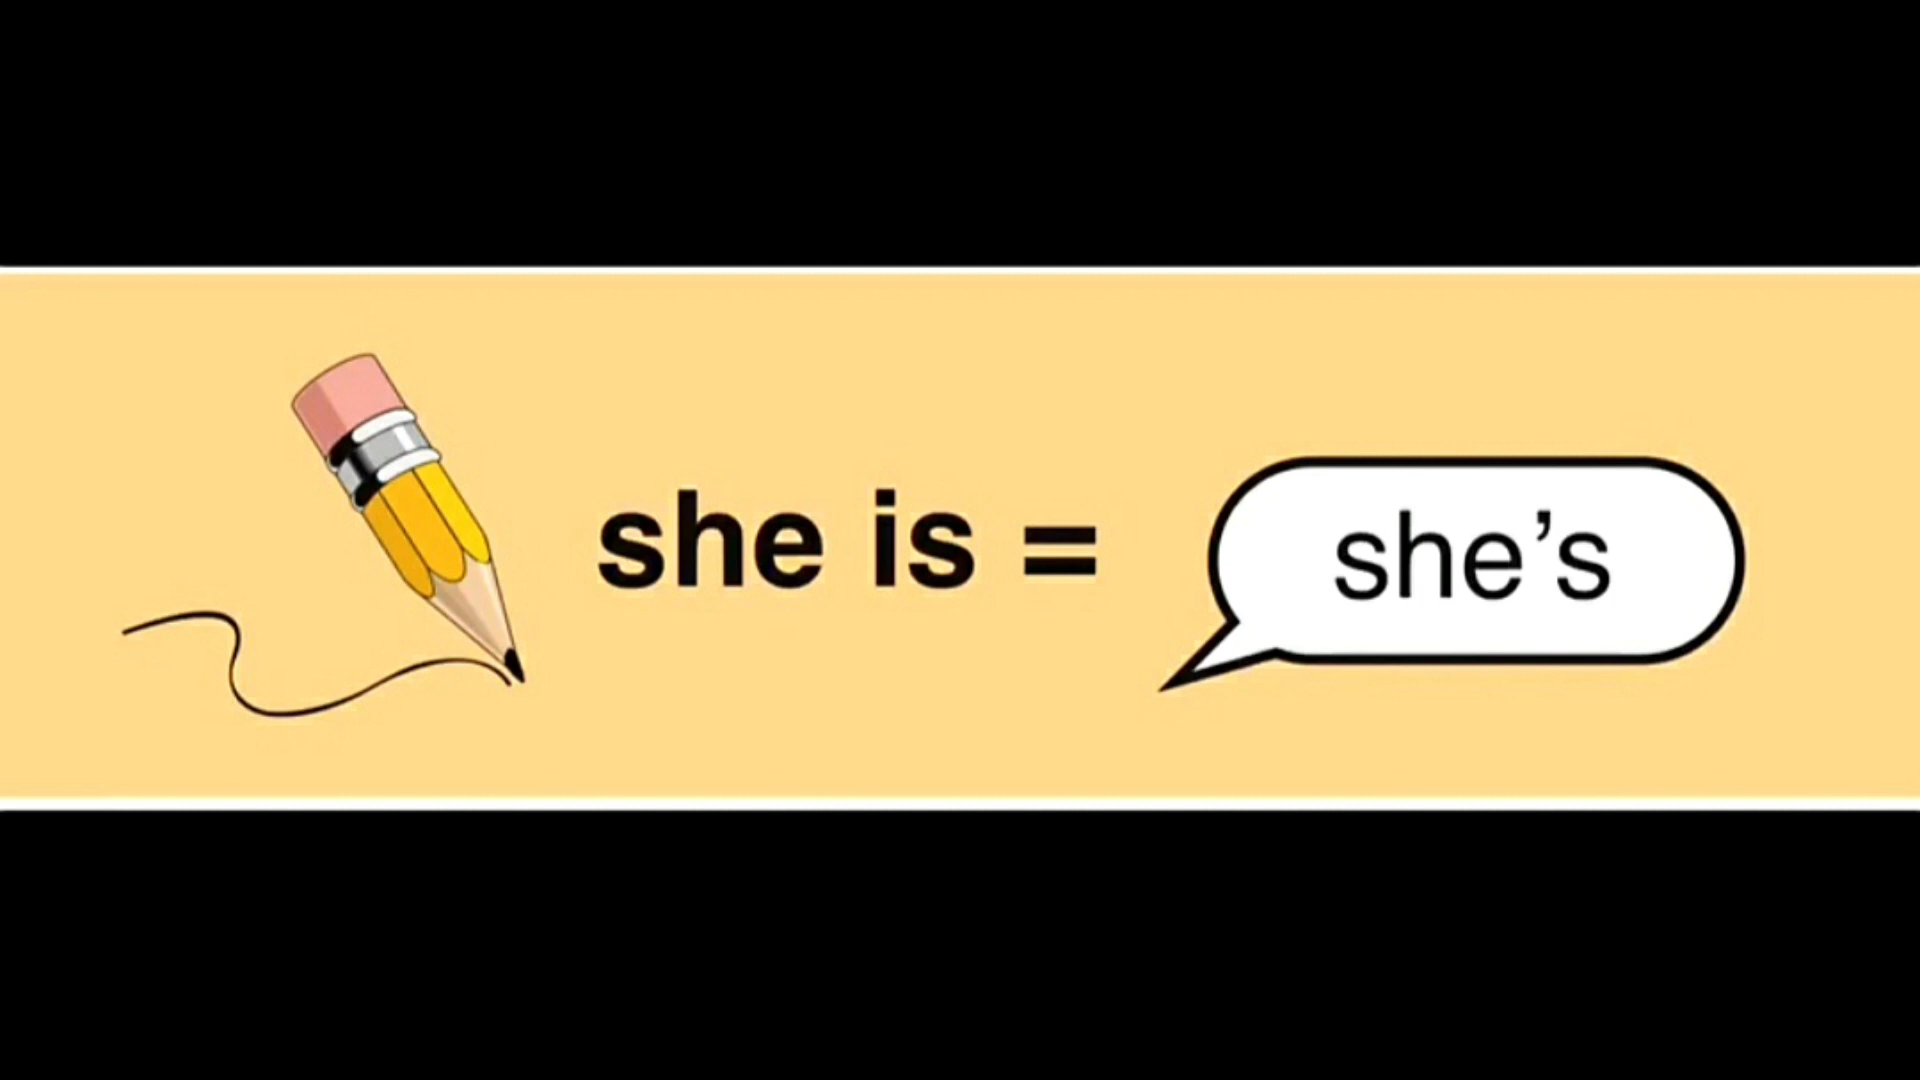 she is = she’s